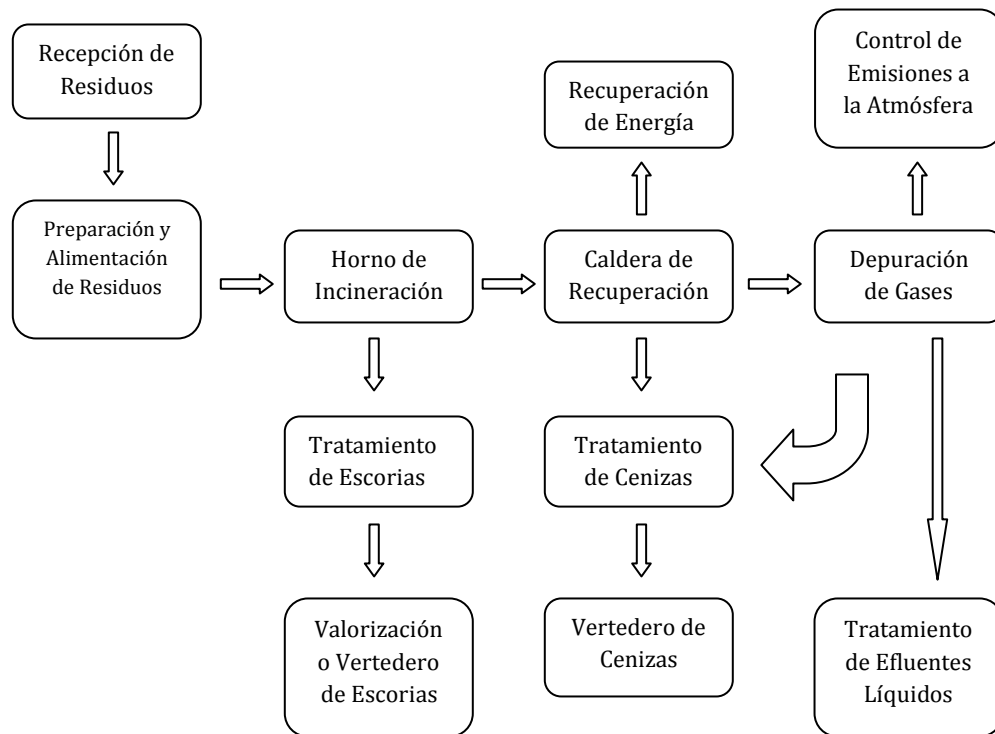 Recepción de
Residuos
Recuperación
de Energía
Control de
Emisiones a
la Atmósfera
Preparación y
Alimentación
de Residuos
Horno de
Incineración
Caldera de
Recuperación
Depuración
de Gases
Tratamiento
de Escorias
Tratamiento
de Cenizas
Valorización
o Vertedero
de Escorias
Vertedero de
Cenizas
Tratamiento
de Efluentes
Líquidos